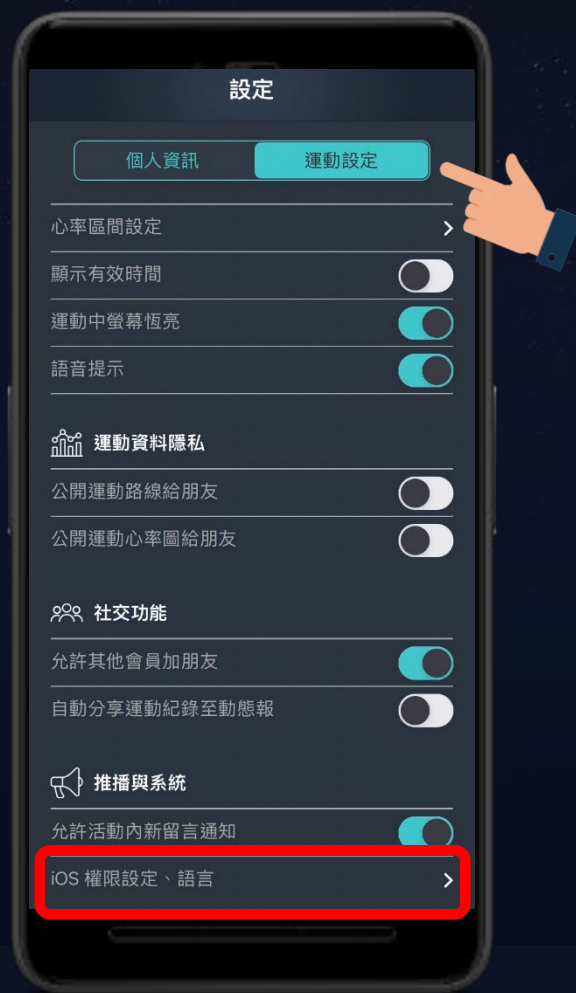 設定
個人資訊
運動設定
心率區間設定
顯示有效時間
運動中螢幕恆亮
語音提示
運動資料隱私
公開運動路線給朋友
公開運動心率圖給朋友
社交功能
允許其他會員加朋友
自動分享運動紀錄至動態報
推播與系統
允許活動內新留言通知
iOS 權限設定、語言